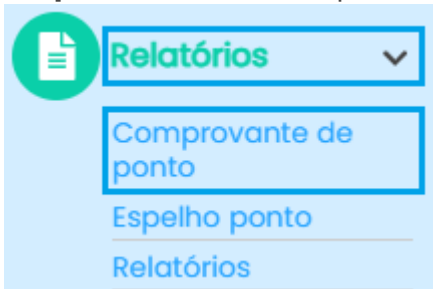 Relatórios
Comprovante de
ponto
Espelho ponto
Relatórios